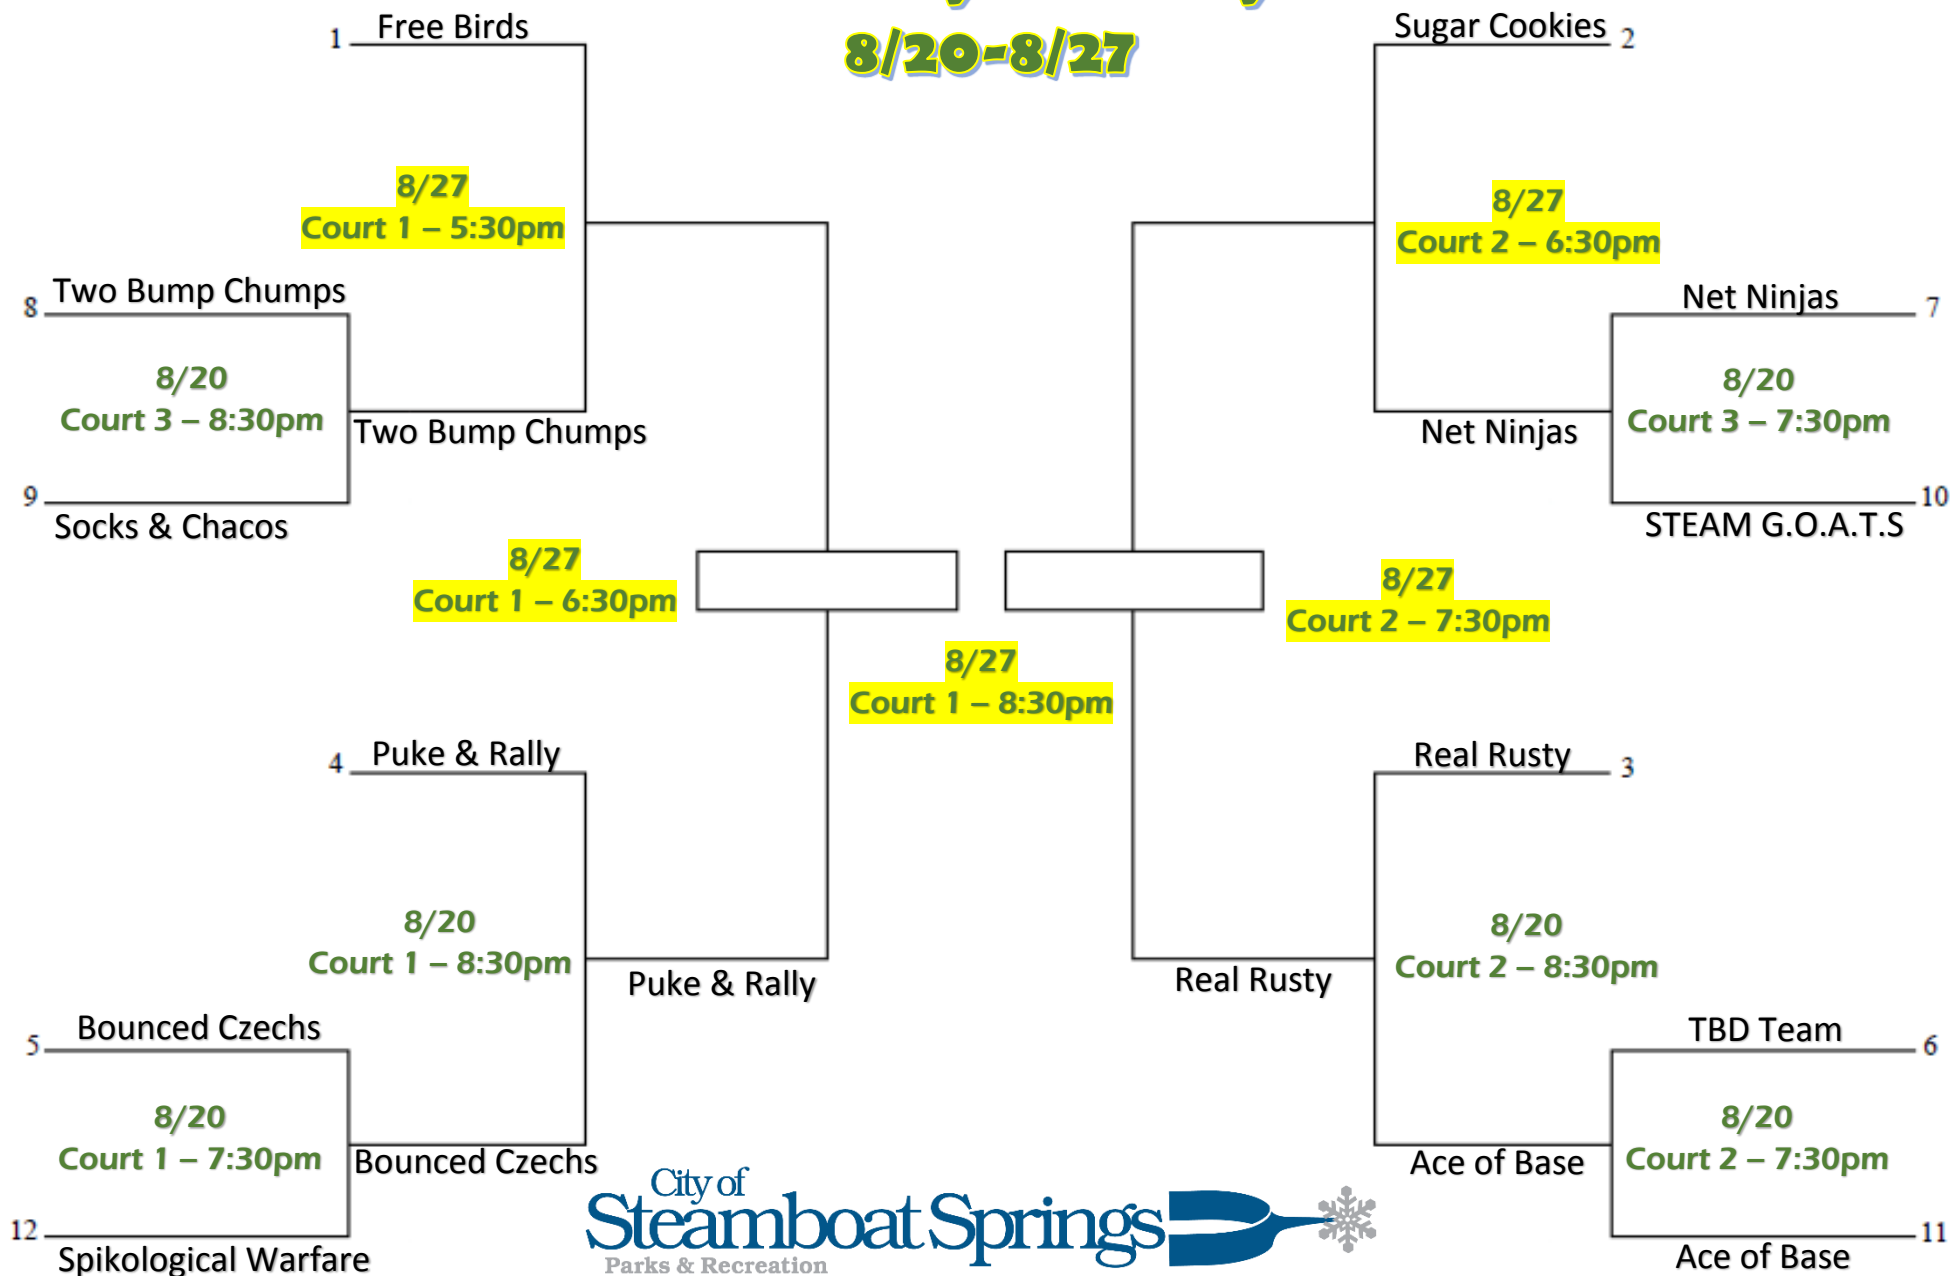 8/20-8/27
1 Free Birds
Sugar Cookies 2
8/27
Court 1 – 5:30pm
8/27
Court 2 – 6:30pm
8 Two Bump Chumps
Net Ninjas 7
8/20
Court 3 – 8:30pm
8/20
Court 3 – 7:30pm
Two Bump Chumps
Net Ninjas
9
Socks & Chacos
10
STEAM G.O.A.T.S
8/27
Court 1 – 6:30pm
8/27
Court 2 – 7:30pm
8/27
Court 1 – 8:30pm
4 Puke & Rally
Real Rusty 3
8/20
Court 1 – 8:30pm
8/20
Court 2 – 8:30pm
Puke & Rally
Real Rusty
5 Bounced Czechs
TBD Team 6
8/20
Court 1 – 7:30pm
8/20
Court 2 – 7:30pm
Bounced Czechs
Ace of Base
12
Spikological Warfare
11
Ace of Base
City of
Steamboat Springs
Parks & Recreation